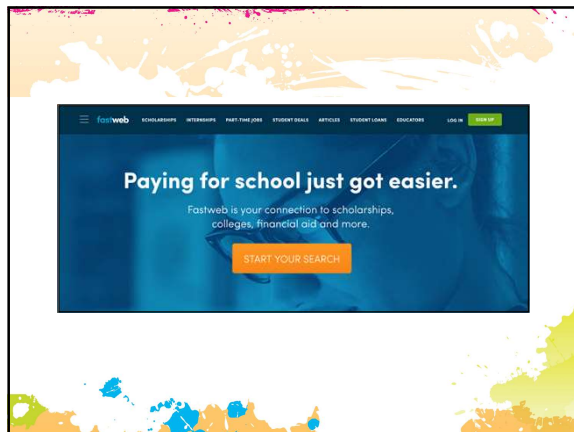 fastweb SCHOLARSHIPS INTERNSHIPS PART-TIME JOBS STUDENT DEALS ARTICLES STUDENT LOANS EDUCATORS LOG IN SIGN UP
Paying for school just got easier.
Fastweb is your connection to scholarships,
colleges, financial aid and more.
START YOUR SEARCH